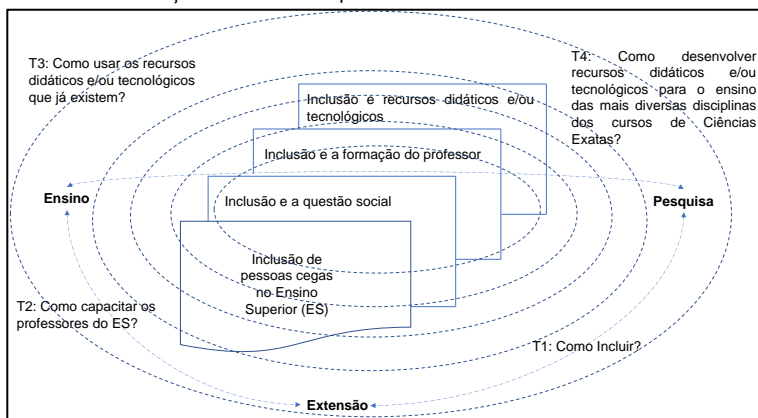 T3: Como usar os recursos
didáticos e/ou tecnológicos
que já existem?
T4: Como desenvolver
recursos didáticos e/ou
tecnológicos para o ensino
das mais diversas disciplinas
dos cursos de Ciências
Exatas?
Inclusão e recursos didáticos e/ou
tecnológicos
Inclusão e a formação do professor
Ensino
Inclusão e a questão social
Pesquisa
Inclusão de
pessoas cegas
no Ensino
Superior (ES)
T2: Como capacitar os
professores do ES?
T1: Como Incluir?
Extensão